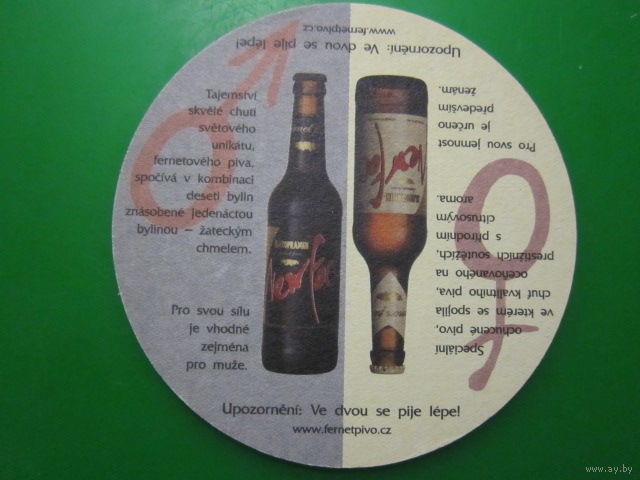 Tajemství
skvělé chuti
světového
unikátu,
fernetového piva,
spočívá v kombinaci
deseti bylin
znásobené jedenáctou
bylinou – žateckým
chmelem.
Pro svou sílu
je vhodné
zejména
pro muže.
Upozornění: Ve dvou se pije lépe!
www.fernetpivo.cz
Speciální
ochucené pivo,
ve kterém se spojila
chuť kvalitního piva,
oceňovaného na
prestižních soutěžích,
s přírodním
citrusovým
aroma.
Pro svou jemnost
je určeno
především
ženám.
Upozornění: Ve dvou se pije lépe!
www.fernetpivo.cz
www.ay.by